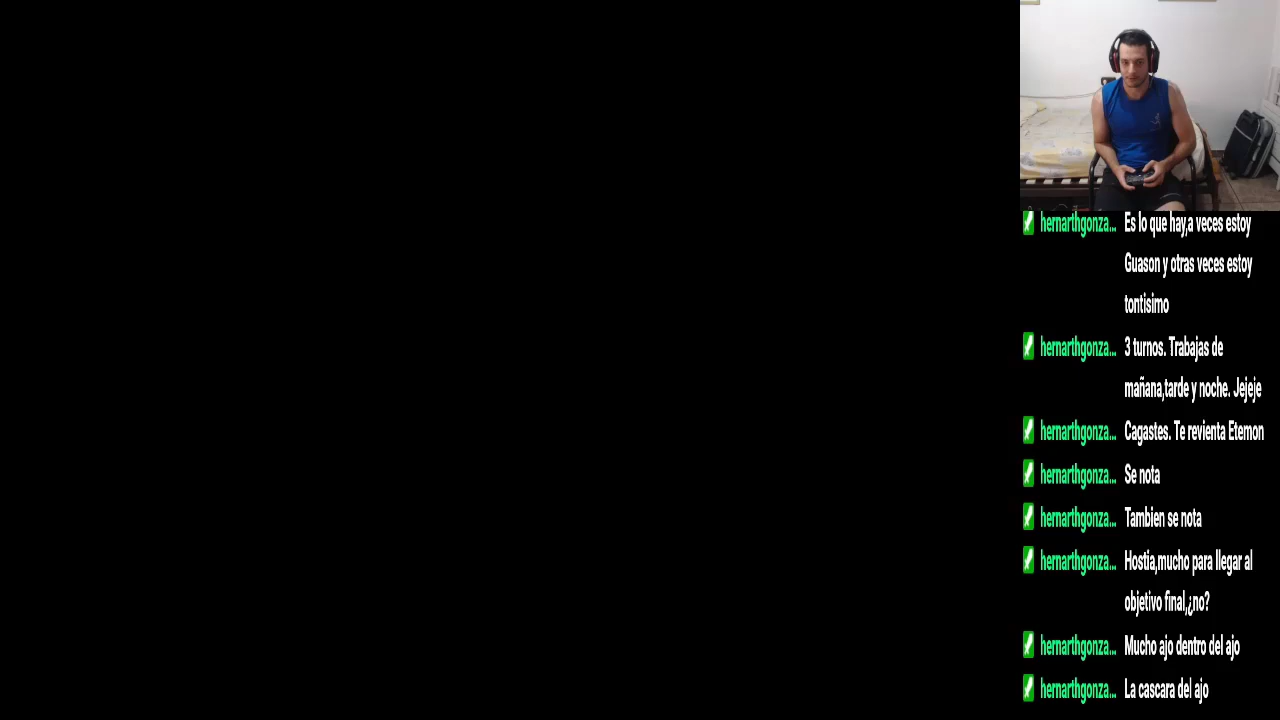 hernarthgonza... Es lo que hay,a veces estoy
Guason y otras veces estoy
tontisimo
hernarthgonza... 3 turnos. Trabajas de
mañana,tarde y noche. Jejeje
hernarthgonza... Cagastes. Te revienta Etemon
hernarthgonza... Se nota
hernarthgonza... Tambien se nota
hernarthgonza... Hostia,mucho para llegar al
objetivo final,¿no?
hernarthgonza... Mucho ajo dentro del ajo
hernarthgonza... La cascara del ajo